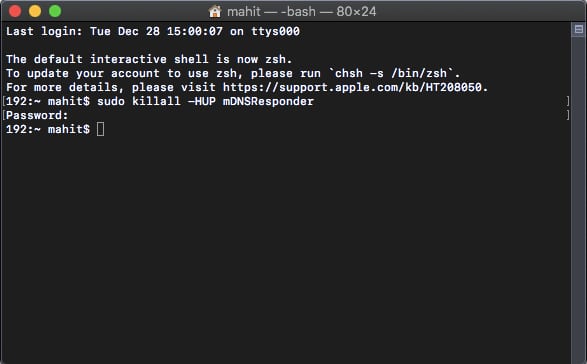 mahit — -bash — 80×24
Last login: Tue Dec 28 15:00:07 on ttys000
The default interactive shell is now zsh.
To update your account to use zsh, please run `chsh -s /bin/zsh`.
For more details, please visit https://support.apple.com/kb/HT208050.
[192:~ mahit$ sudo killall -HUP mDNSResponder ]
[Password: ]
192:~ mahit$